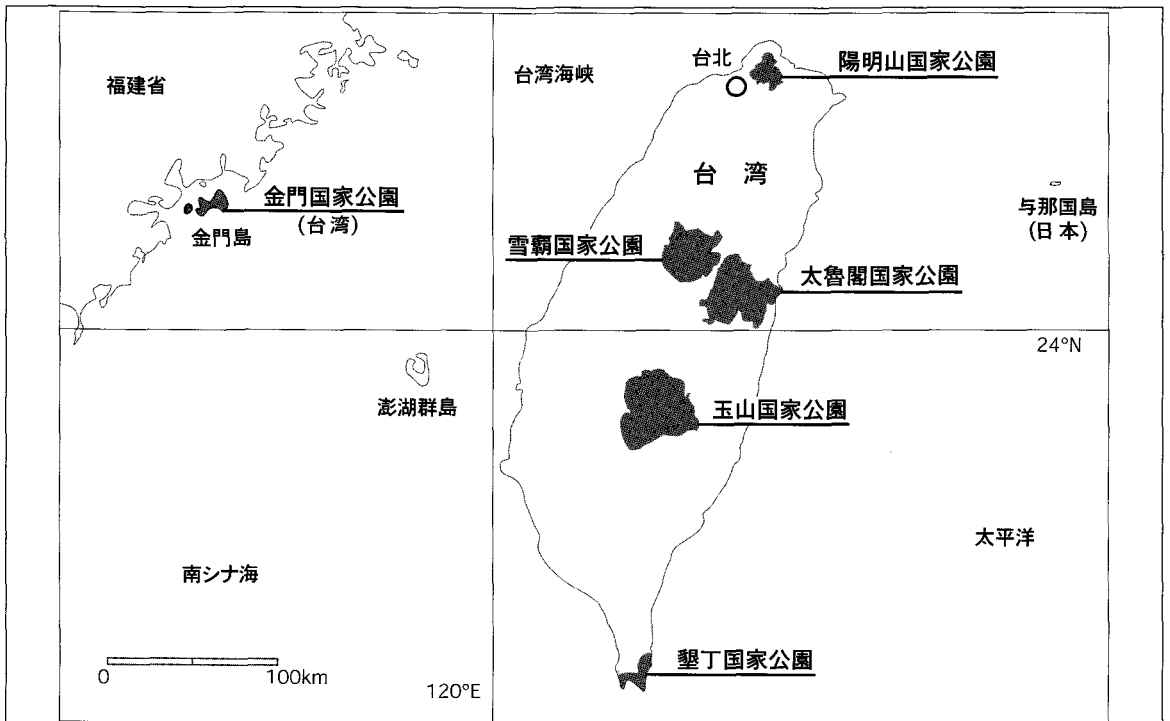 福建省
台湾海峡
台北
陽明山国家公園
台 湾
金門国家公園
(台湾)
金門島
与那国島
(日本)
雪覇国家公園
太魯閣国家公園
24°N
澎湖群島
玉山国家公園
太平洋
南シナ海
墾丁国家公園
0 100km
120°E